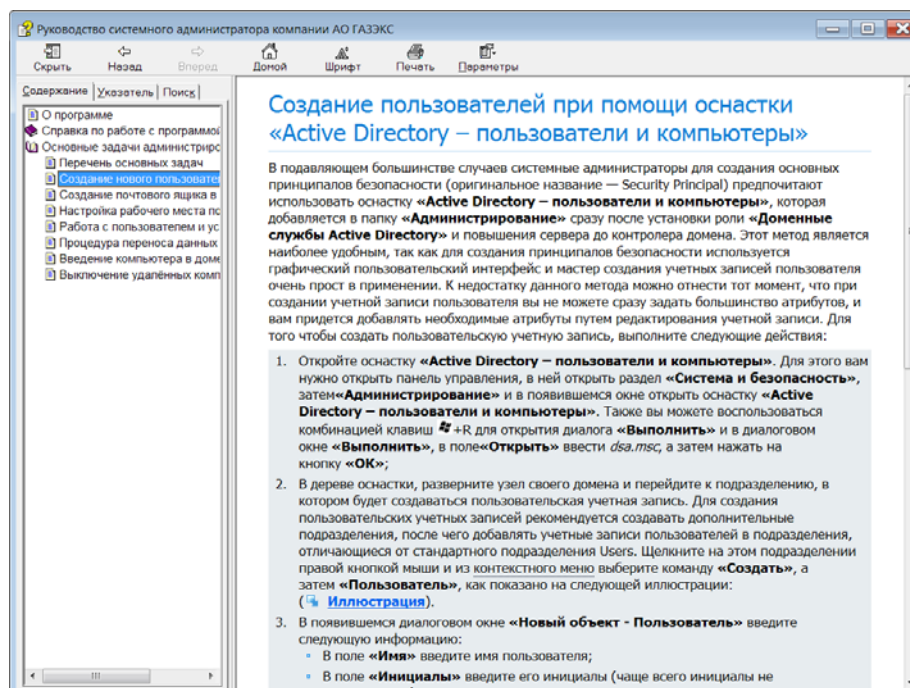 Руководство системного администратора компании АО ГАЗЭКС
Скрыть Назад Вперед Домой Шрифт Печать Параметры
Содержание Указатель Поиск
О программе
Справка по работе с программой
Основные задачи администрирс
Перечень основных задач
Создание нового пользовател
Создание почтового ящика в
Настройка рабочего места по
Работа с пользователем и ус
Процедура переноса данных
Введение компьютера в доме
Выключение удалённых комп
Создание пользователей при помощи оснастки
«Active Directory – пользователи и компьютеры»
В подавляющем большинстве случаев системные администраторы для создания основных
принципалов безопасности (оригинальное название — Security Principal) предпочитают
использовать оснастку «Active Directory – пользователи и компьютеры», которая
добавляется в папку «Администрирование» сразу после установки роли «Доменные
службы Active Directory» и повышения сервера до контролера домена. Этот метод является
наиболее удобным, так как для создания принципалов безопасности используется
графический пользовательский интерфейс и мастер создания учетных записей пользователя
очень прост в применении. К недостатку данного метода можно отнести тот момент, что при
создании учетной записи пользователя вы не можете сразу задать большинство атрибутов, и
вам придется добавлять необходимые атрибуты путем редактирования учетной записи. Для
того чтобы создать пользовательскую учетную запись, выполните следующие действия:
1. Откройте оснастку «Active Directory – пользователи и компьютеры». Для этого вам
нужно открыть панель управления, в ней открыть раздел «Система и безопасность»,
затем«Администрирование» и в появившемся окне открыть оснастку «Active
Directory – пользователи и компьютеры». Также вы можете воспользоваться
комбинацией клавиш +R для открытия диалога «Выполнить» и в диалоговом
окне «Выполнить», в поле«Открыть» ввести dsa.msc, а затем нажать на
кнопку «ОК»;
2. В дереве оснастки, разверните узел своего домена и перейдите к подразделению, в
котором будет создаваться пользовательская учетная запись. Для создания
пользовательских учетных записей рекомендуется создавать дополнительные
подразделения, после чего добавлять учетные записи пользователей в подразделения,
отличающиеся от стандартного подразделения Users. Щелкните на этом подразделении
правой кнопкой мыши и из контекстного меню выберите команду «Создать», а
затем «Пользователь», как показано на следующей иллюстрации:
( Иллюстрация).
3. В появившемся диалоговом окне «Новый объект - Пользователь» введите
следующую информацию:
В поле «Имя» введите имя пользователя;
В поле «Инициалы» введите его инициалы (чаще всего инициалы не